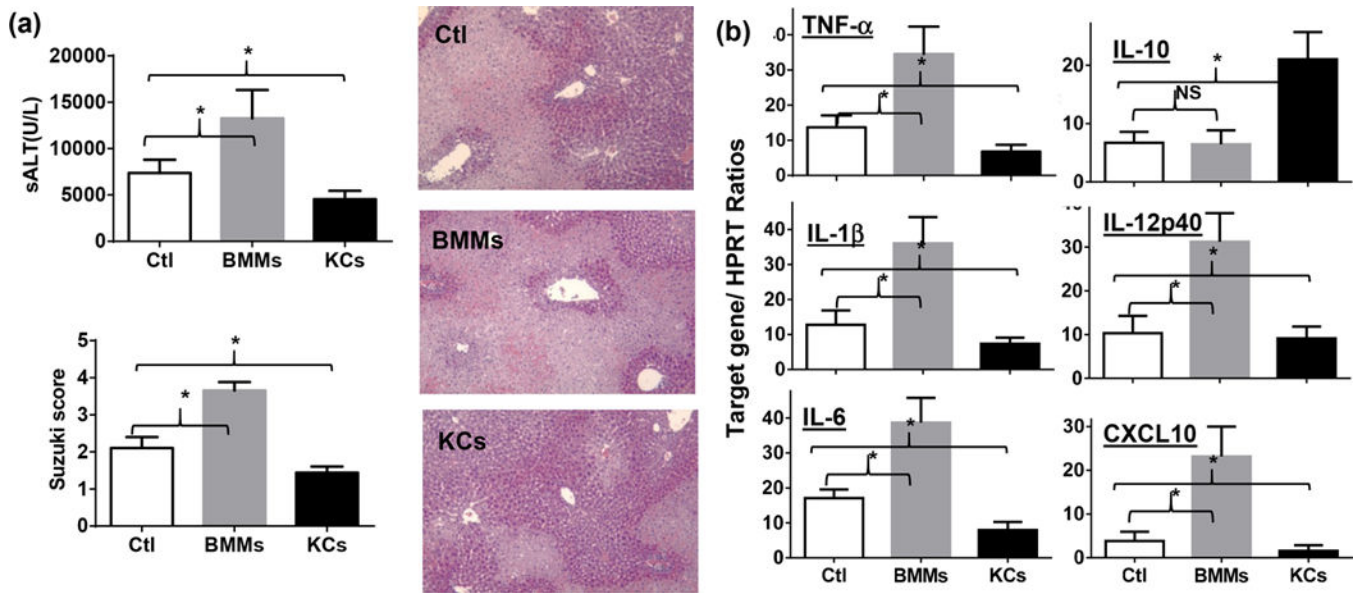 (a)
20000
15000
10000
5000
0
sALT(U/L)
*
*
Ctl
BMMs
KCs
5
4
3
2
1
0
Suzuki score
*
*
Ctl
BMMs
KCs
Ctl
BMMs
KCs
(b)
Target gene/ HPRT Ratios
TNF-α
40
30
20
10
0
*
*
IL-10
20
10
0
*
NS
IL-1β
40
30
20
10
0
*
*
IL-12p40
30
20
10
0
*
*
IL-6
40
30
20
10
0
*
*
Ctl
BMMs
KCs
CXCL10
30
20
10
0
*
*
Ctl
BMMs
KCs